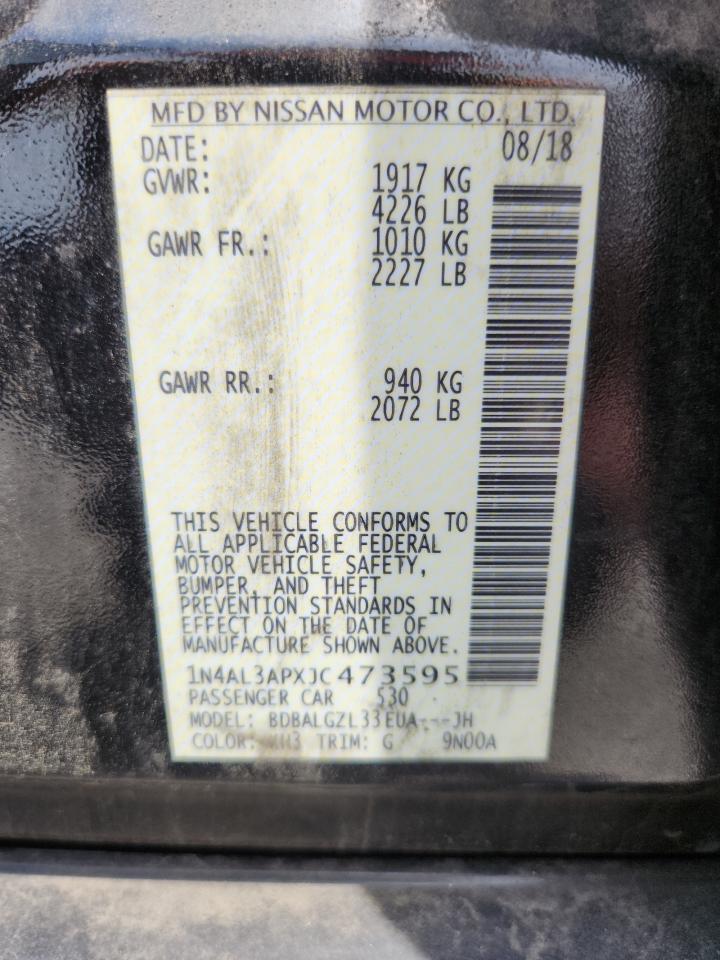 MFD BY NISSAN MOTOR CO., LTD.
DATE: 08/18
GVWR: 1917 KG
4226 LB
GAWR FR.: 1010 KG
2227 LB
GAWR RR.: 940 KG
2072 LB
THIS VEHICLE CONFORMS TO
ALL APPLICABLE FEDERAL
MOTOR VEHICLE SAFETY,
BUMPER, AND THEFT
PREVENTION STANDARDS IN
EFFECT ON THE DATE OF
MANUFACTURE SHOWN ABOVE.
1N4AL3APXJC473595
PASSENGER CAR 530
MODEL: BDBALGZL33EUA---JH
COLOR: TRIM: G 9N00A